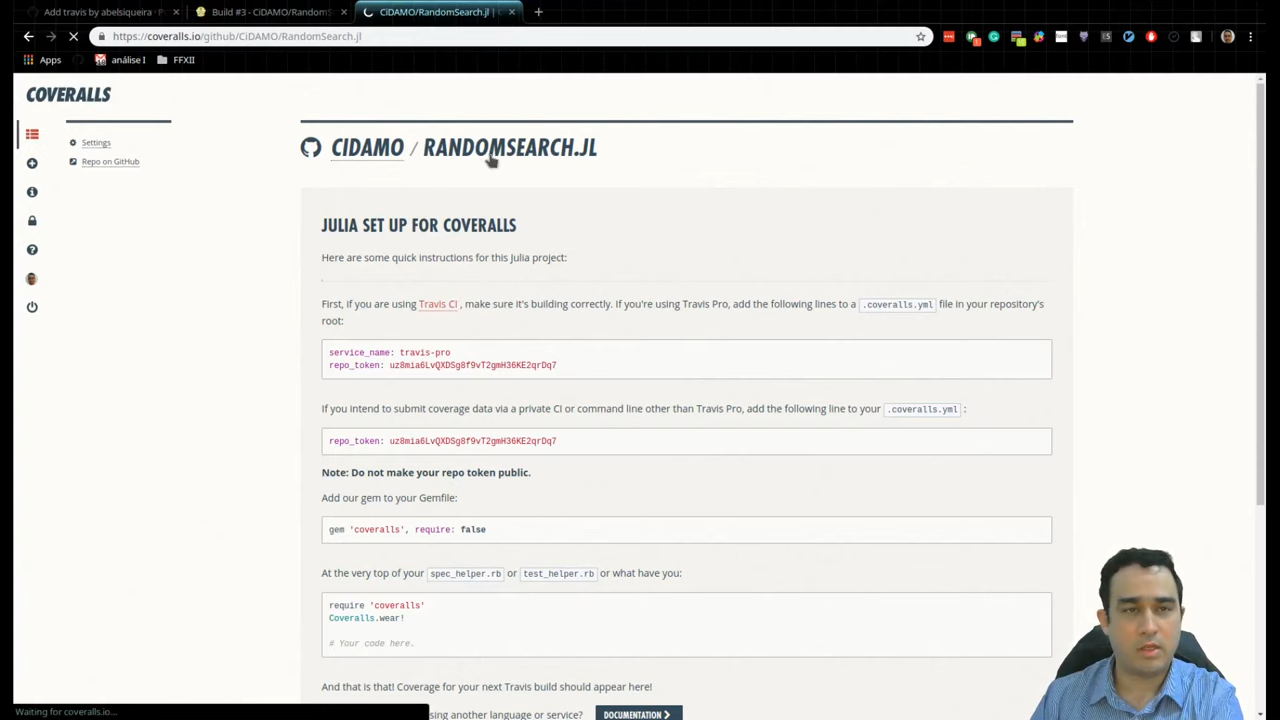 Add travis by abelsiqueira · P
Build #3 - CiDAMO/RandomS
CiDAMO/RandomSearch.jl |
https://coveralls.io/github/CiDAMO/RandomSearch.jl
Apps
análise I
FFXII
COVERALLS
Settings
Repo on GitHub
CIDAMO / RANDOMSEARCH.JL
JULIA SET UP FOR COVERALLS
Here are some quick instructions for this Julia project:
First, if you are using Travis CI , make sure it's building correctly. If you're using Travis Pro, add the following lines to a .coveralls.yml file in your repository's
root:
service_name: travis-pro
repo_token: uz8mia6LvQXDSg8f9vT2gmH36KE2qrDq7
If you intend to submit coverage data via a private CI or command line other than Travis Pro, add the following line to your .coveralls.yml :
repo_token: uz8mia6LvQXDSg8f9vT2gmH36KE2qrDq7
Note: Do not make your repo token public.
Add our gem to your Gemfile:
gem 'coveralls', require: false
At the very top of your spec_helper.rb or test_helper.rb or what have you:
require 'coveralls'
Coveralls.wear!
# Your code here.
And that is that! Coverage for your next Travis build should appear here!
sing another language or service?
DOCUMENTATION
Waiting for coveralls.io...